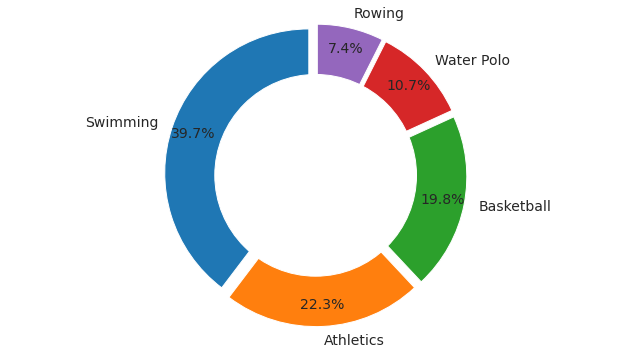 Rowing
7.4%
Water Polo
10.7%
Swimming
39.7%
19.8%
Basketball
22.3%
Athletics